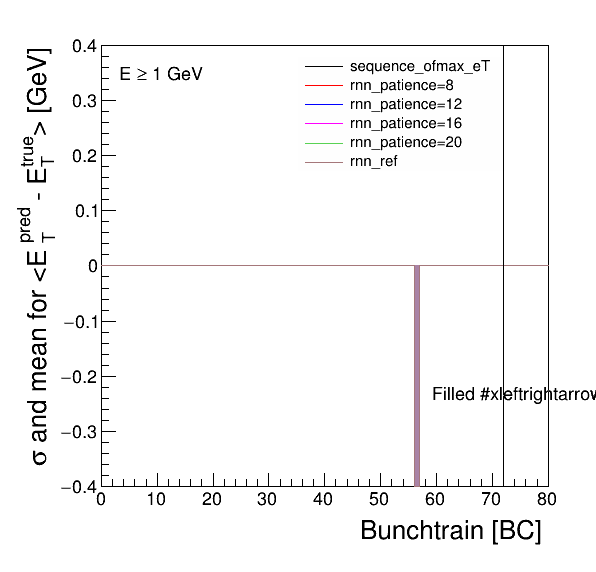 E ≥ 1 GeV
sequence_ofmax_eT
rnn_patience=8
rnn_patience=12
rnn_patience=16
rnn_patience=20
rnn_ref
σ and mean for <E_T^pred - E_T^true> [GeV]
0.4
0.3
0.2
0.1
0
−0.1
−0.2
−0.3
−0.4
Filled #xleftrightarrow
0 10 20 30 40 50 60 70 80
Bunchtrain [BC]